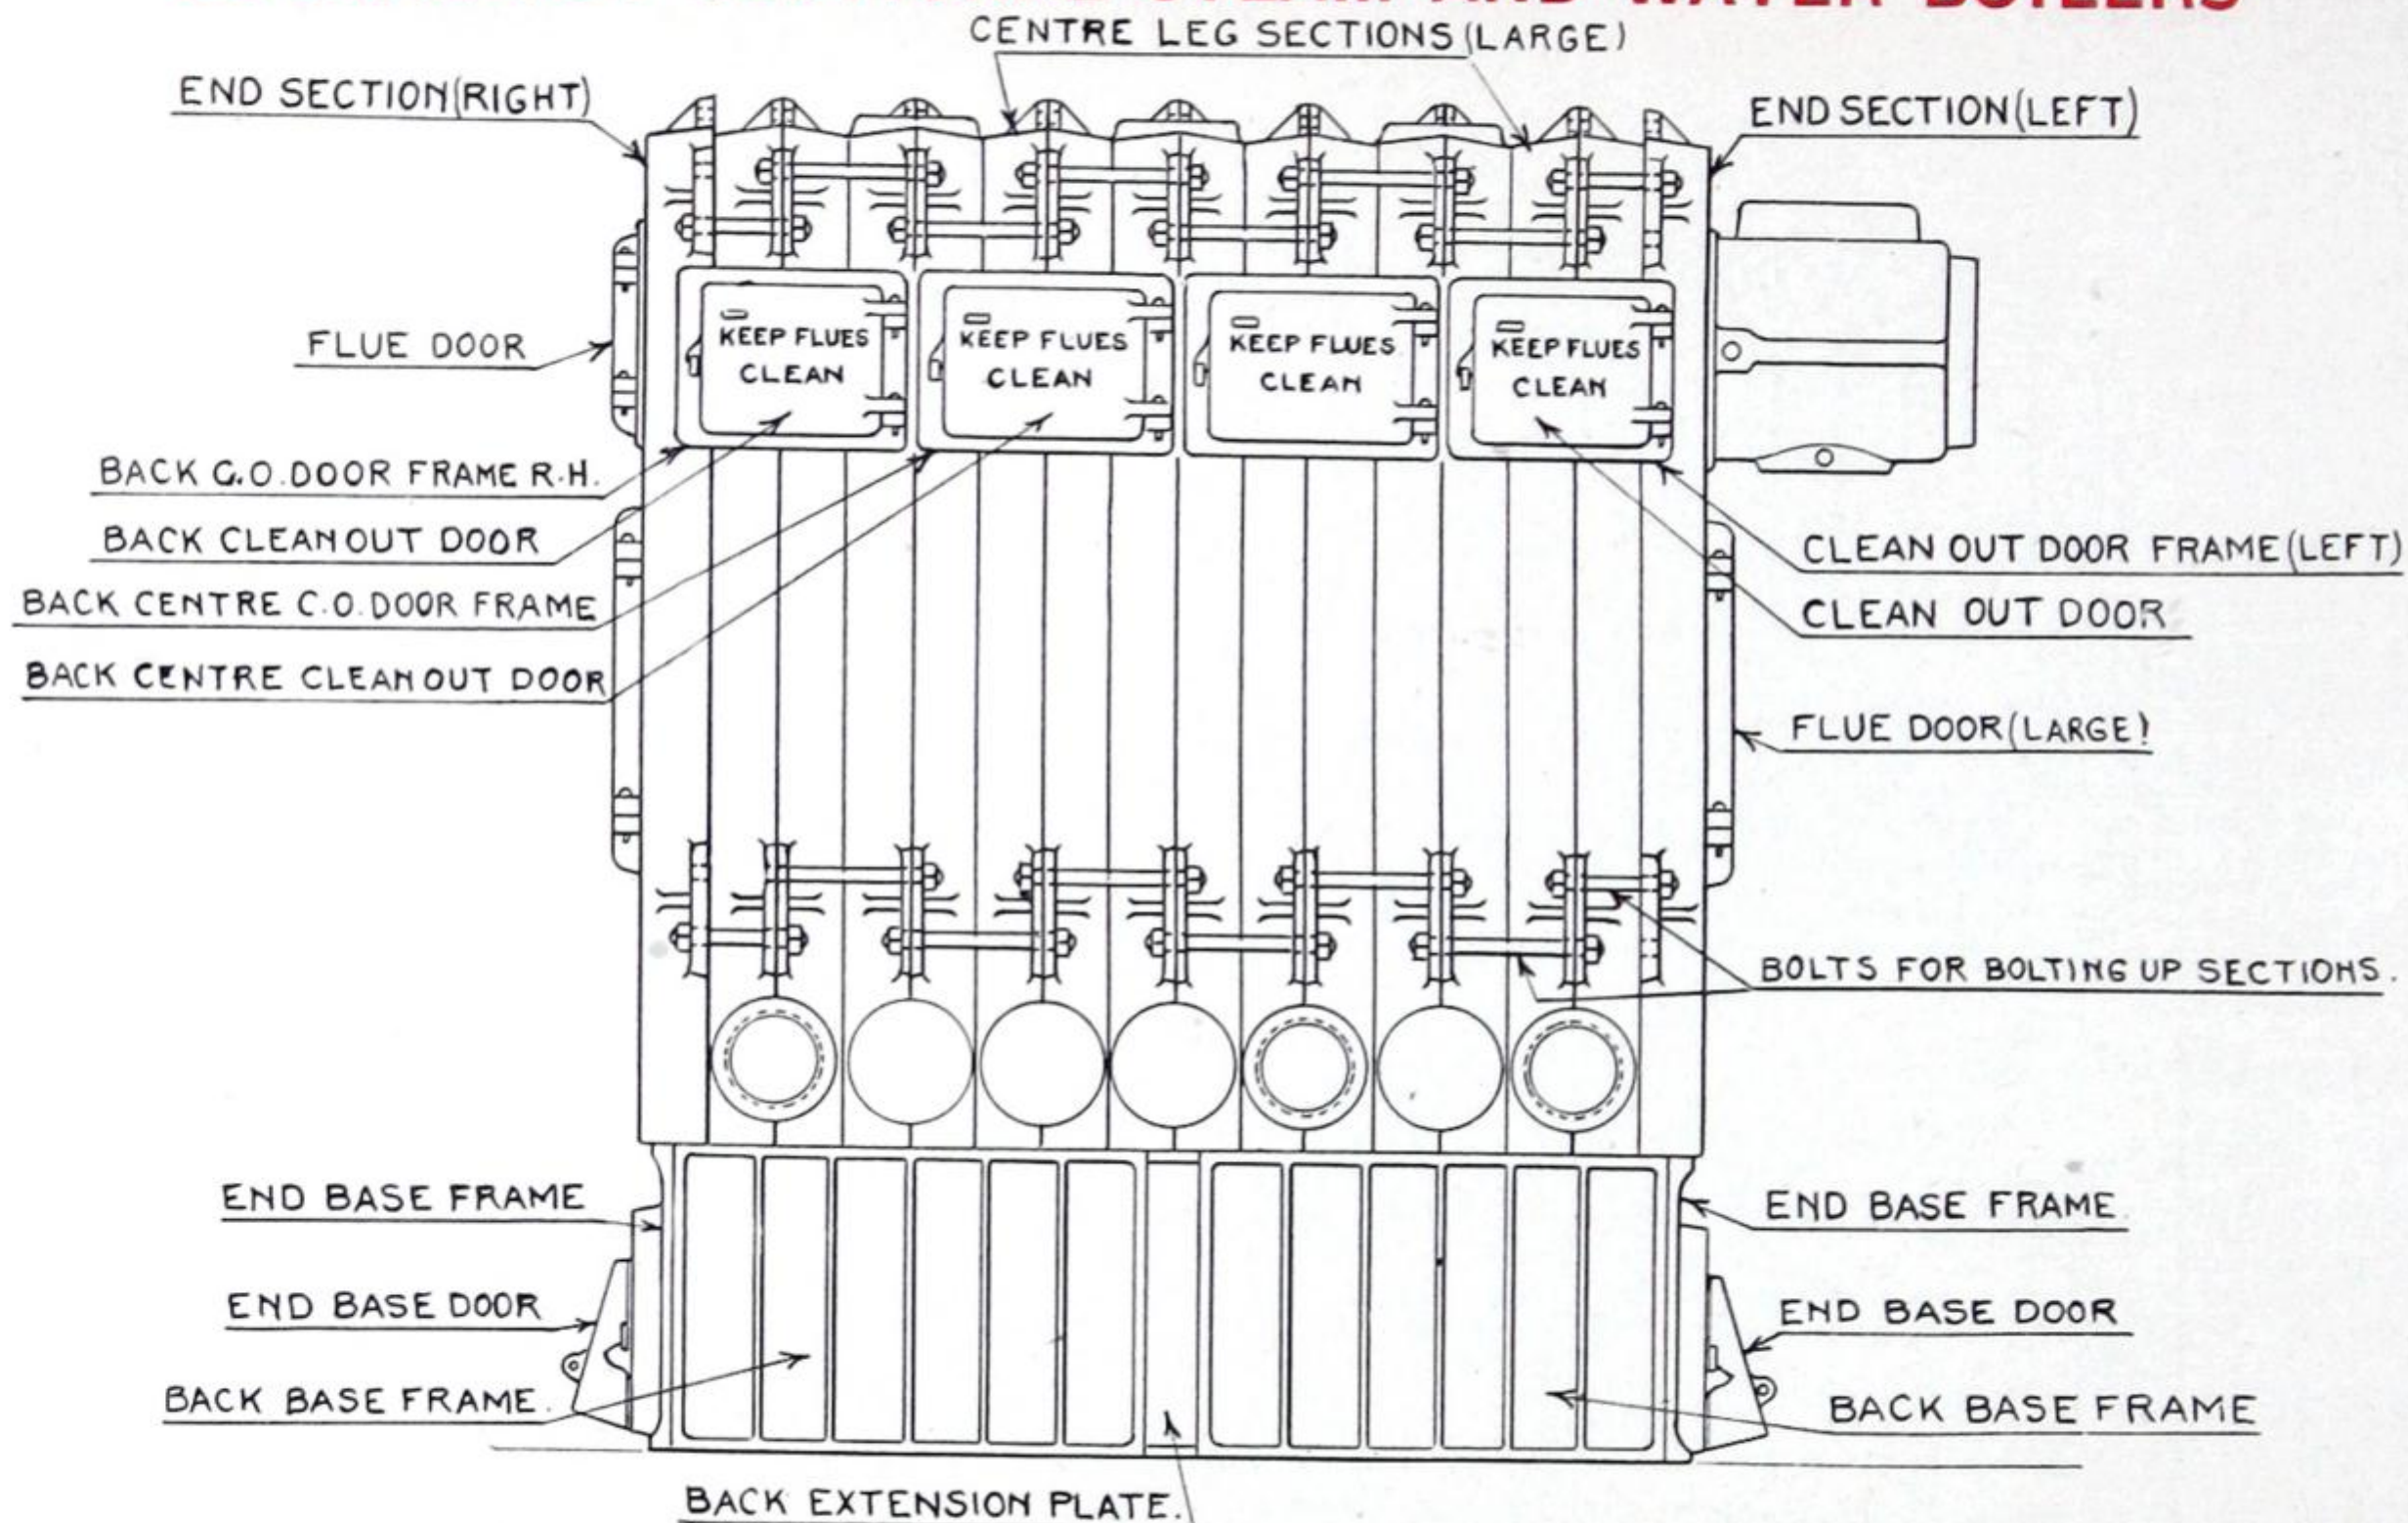 STEAM AND WATER BOILERS
CENTRE LEG SECTIONS (LARGE)
END SECTION (RIGHT)
END SECTION (LEFT)
FLUE DOOR
KEEP FLUES
CLEAN
KEEP FLUES
CLEAN
KEEP FLUES
CLEAN
KEEP FLUES
CLEAN
BACK C.O. DOOR FRAME R.H.
BACK CLEAN OUT DOOR
BACK CENTRE C.O. DOOR FRAME
BACK CENTRE CLEAN OUT DOOR
CLEAN OUT DOOR FRAME (LEFT)
CLEAN OUT DOOR
FLUE DOOR (LARGE)
BOLTS FOR BOLTING UP SECTIONS.
END BASE FRAME
END BASE DOOR
BACK BASE FRAME.
END BASE FRAME.
END BASE DOOR
BACK BASE FRAME
BACK EXTENSION PLATE.